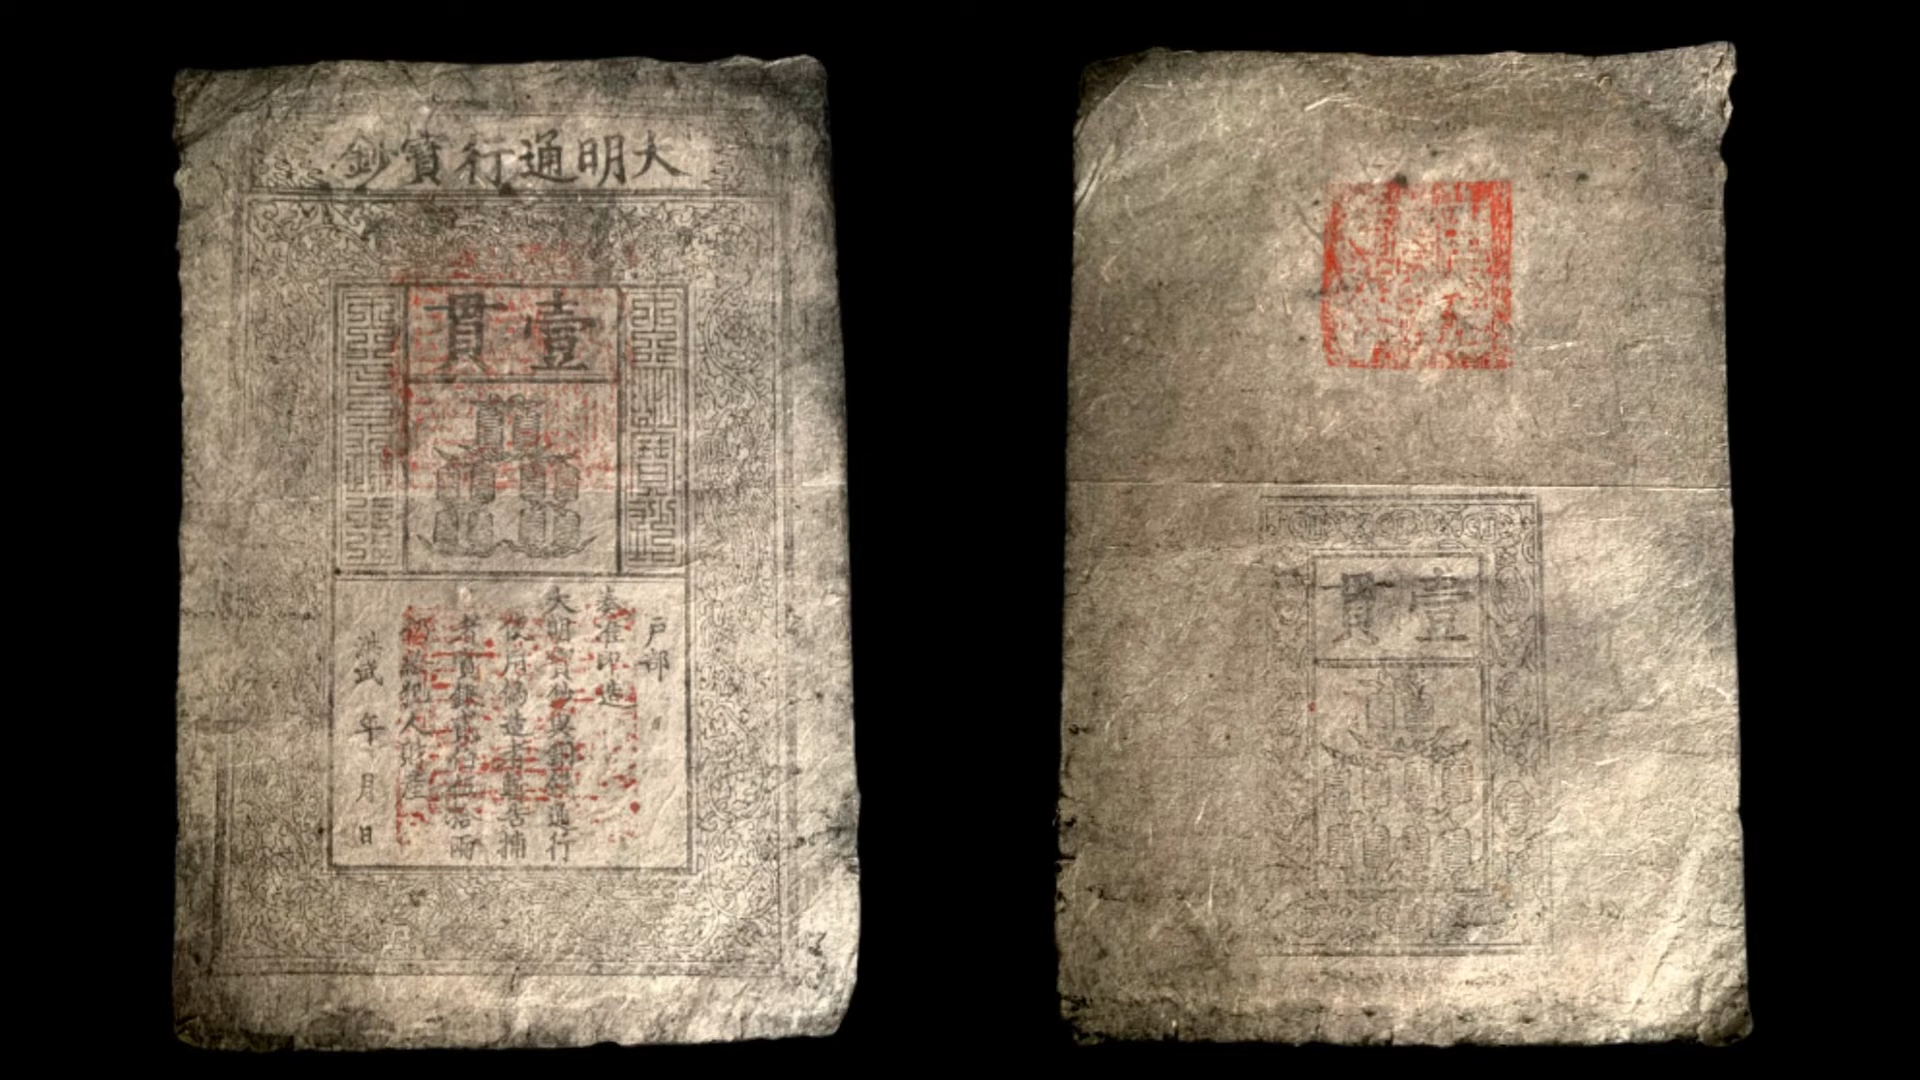 大明通行寶鈔
壹貫
戶部
奏准印造
大明寶鈔與銅錢通行
使用偽造者斬告捕
者賞銀貳伯伍拾兩
仍給犯人財產
洪武 年 月 日
壹貫